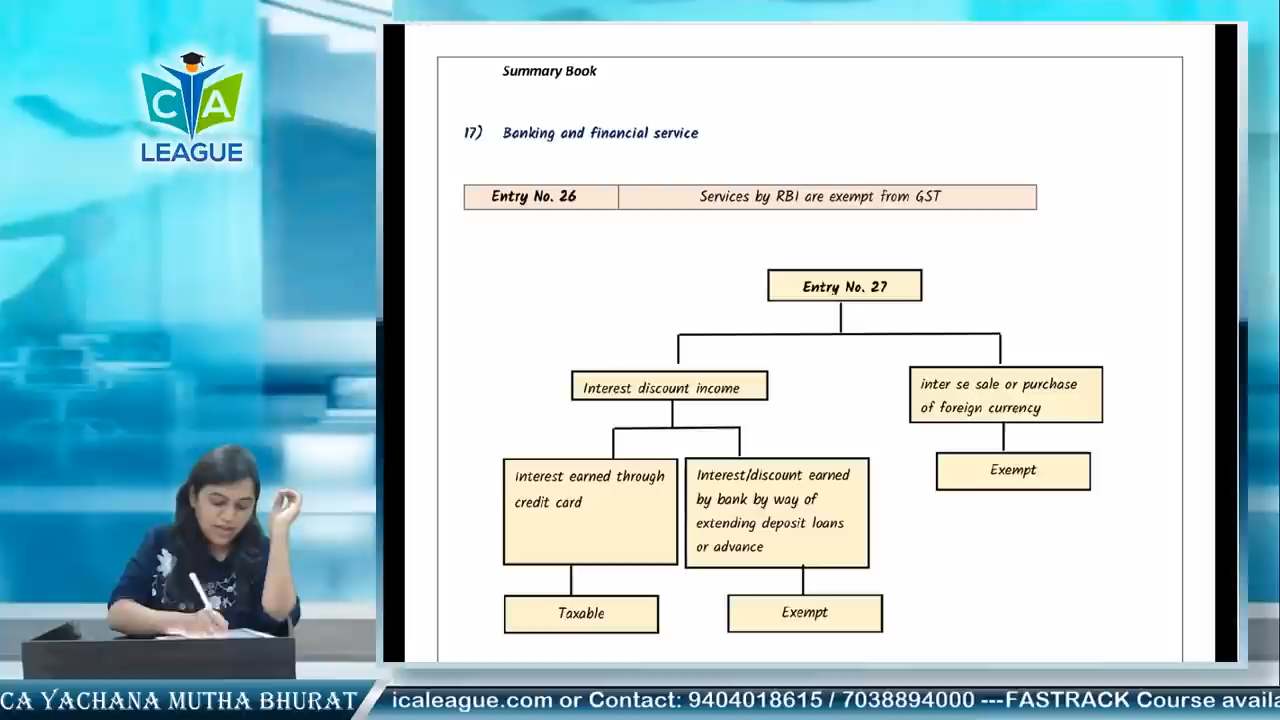 CA
LEAGUE
Summary Book
17) Banking and financial service
Entry No. 26 Services by RBI are exempt from GST
Entry No. 27
Interest discount income
inter se sale or purchase
of foreign currency
Exempt
Interest earned through
credit card
Interest/discount earned
by bank by way of
extending deposit loans
or advance
Taxable
Exempt
CA YACHANA MUTHA BHURAT
icaleague.com or Contact: 9404018615 / 7038894000 ---FASTRACK Course availa